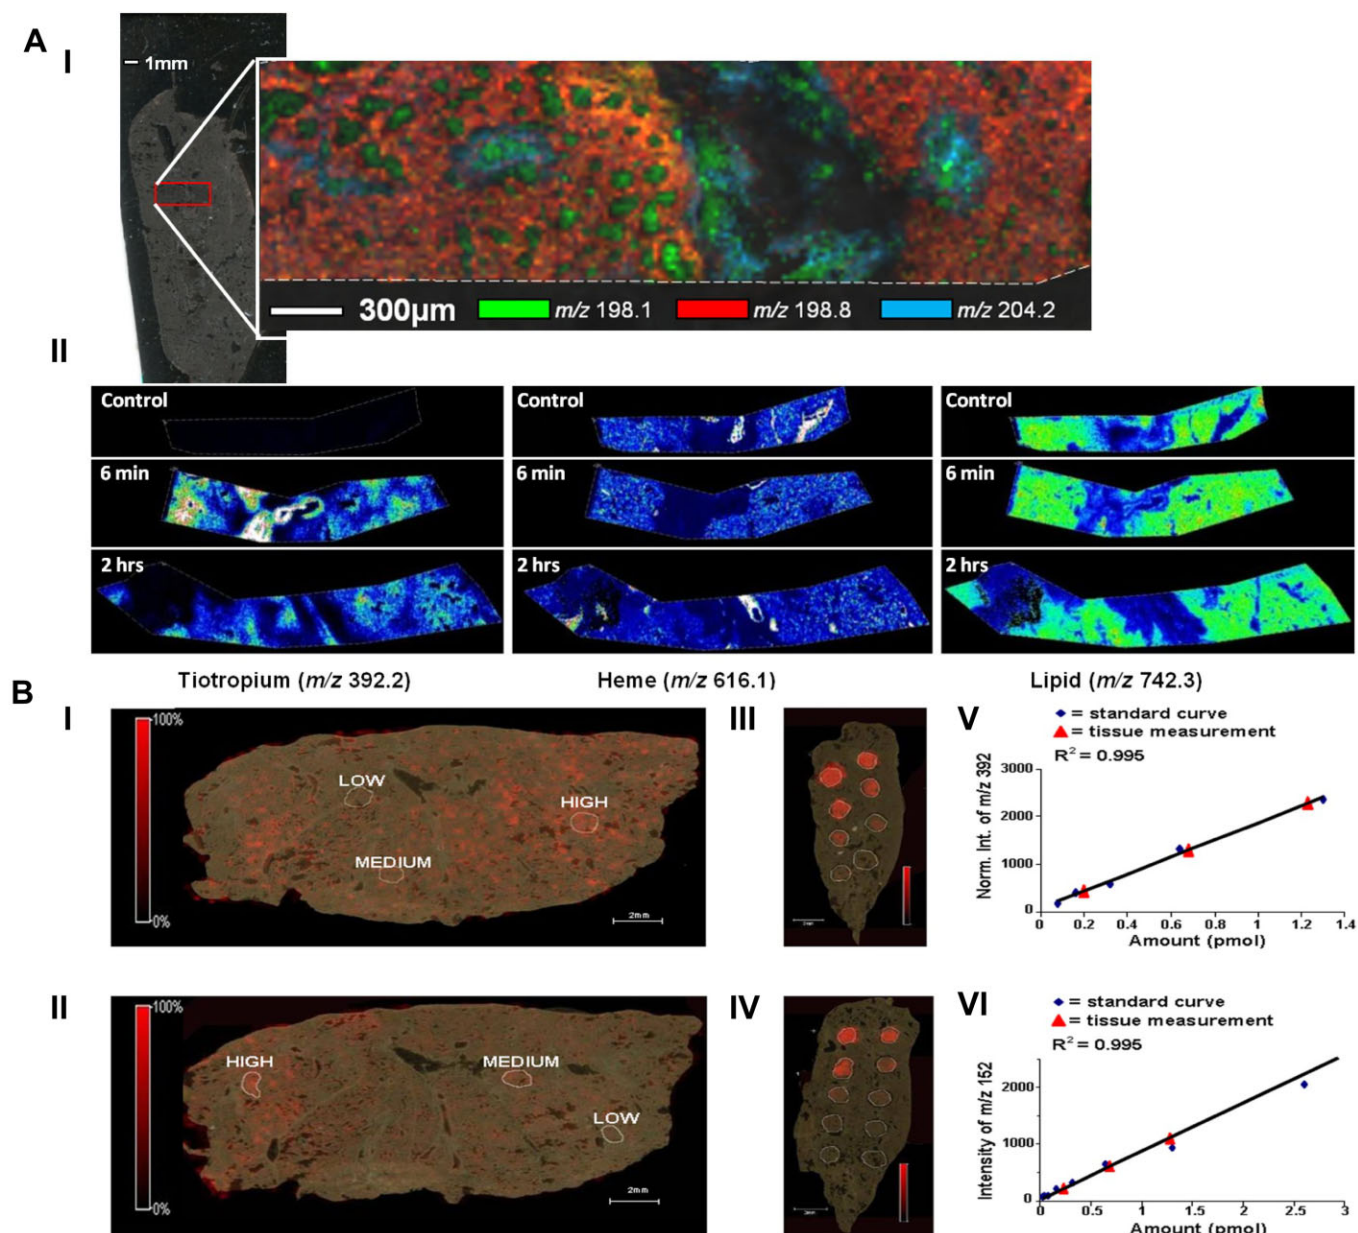 A
I
1mm
300µm m/z 198.1 m/z 198.8 m/z 204.2
II
Control Control Control
6 min 6 min 6 min
2 hrs 2 hrs 2 hrs
Tiotropium (m/z 392.2) Heme (m/z 616.1) Lipid (m/z 742.3)
B
I
100%
LOW
HIGH
MEDIUM
0%
2mm
III
V
= standard curve
= tissue measurement
R² = 0.995
Norm. Int. of m/z 392
3000
2000
1000
0
0 0.2 0.4 0.6 0.8 1 1.2 1.4
Amount (pmol)
II
100%
HIGH
MEDIUM
LOW
0%
2mm
IV
VI
= standard curve
= tissue measurement
R² = 0.995
Intensity of m/z 152
2000
1000
0
0 0.5 1 1.5 2 2.5 3
Amount (pmol)